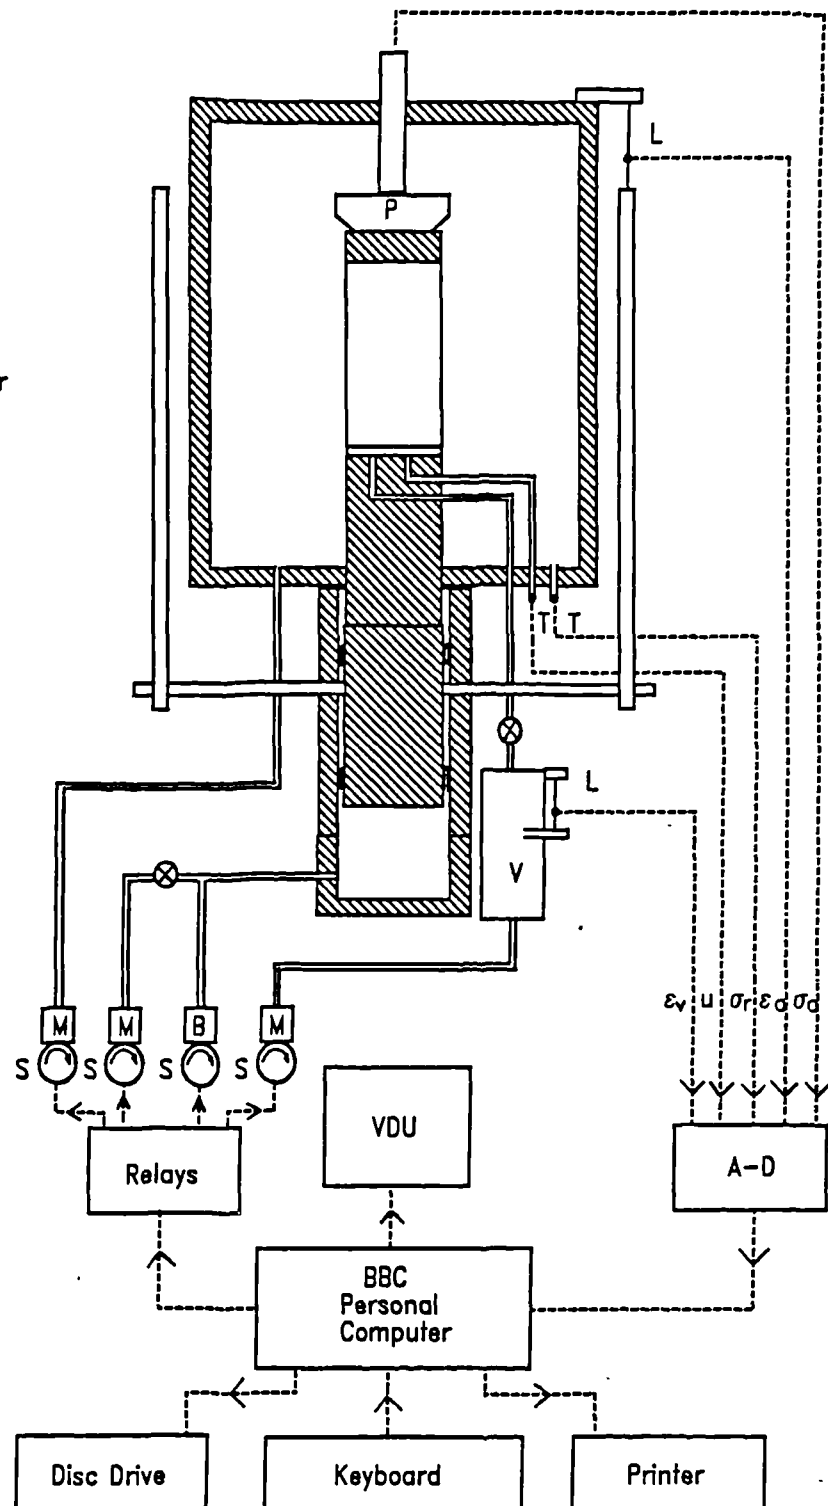 L
P
r
T T
L
V
εv u σr εa σa
M M B M
S S S S
VDU
Relays
A-D
BBC
Personal
Computer
Disc Drive Keyboard Printer